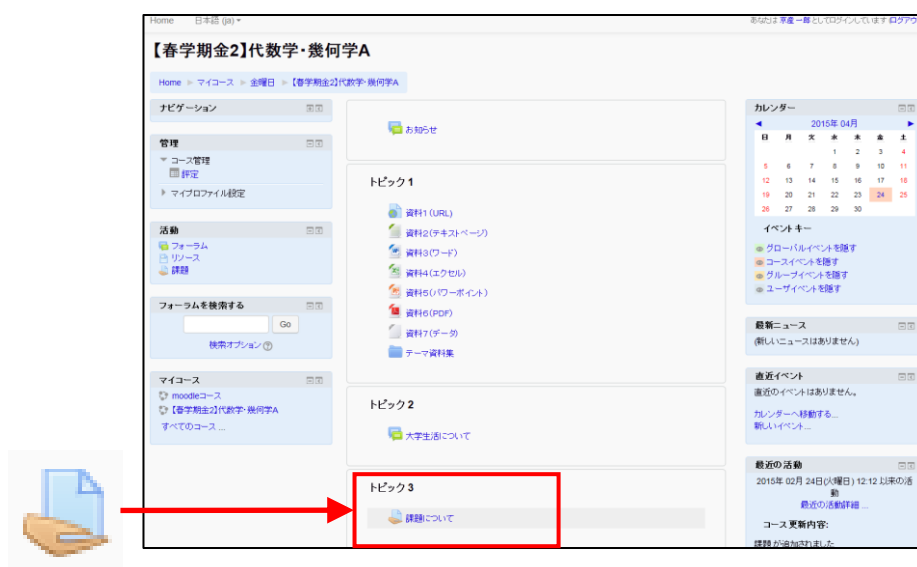 Home 日本語 (ja)
あなたは 京産 一郎 としてログインしています ログアウ
【春学期金2】代数学・幾何学A
Home ▶ マイコース ▶ 金曜日 ▶ 【春学期金2】代数学・幾何学A
ナビゲーション
管理
コース管理
評定
マイプロファイル設定
活動
フォーラム
リソース
課題
フォーラムを検索する
Go
検索オプション
マイコース
moodleコース
【春学期金2】代数学・幾何学A
すべてのコース ...
お知らせ
トピック 1
資料1 (URL)
資料2(テキストページ)
資料3(ワード)
資料4(エクセル)
資料5(パワーポイント)
資料6(PDF)
資料7(データ)
テーマ資料集
トピック 2
大学生活について
トピック 3
課題について
カレンダー
◀ 2015年 04月 ▶
日 月 火 水 木 金 土
1 2 3 4
5 6 7 8 9 10 11
12 13 14 15 16 17 18
19 20 21 22 23 24 25
26 27 28 29 30
イベントキー
グローバルイベントを隠す
コースイベントを隠す
グループイベントを隠す
ユーザイベントを隠す
最新ニュース
(新しいニュースはありません)
直近イベント
直近のイベントはありません。
カレンダーへ移動する...
新しいイベント...
最近の活動
2015年 02月 24日(火曜日) 12:12 以来の活
動
最近の活動詳細 ...
コース更新内容:
課題 が追加されました